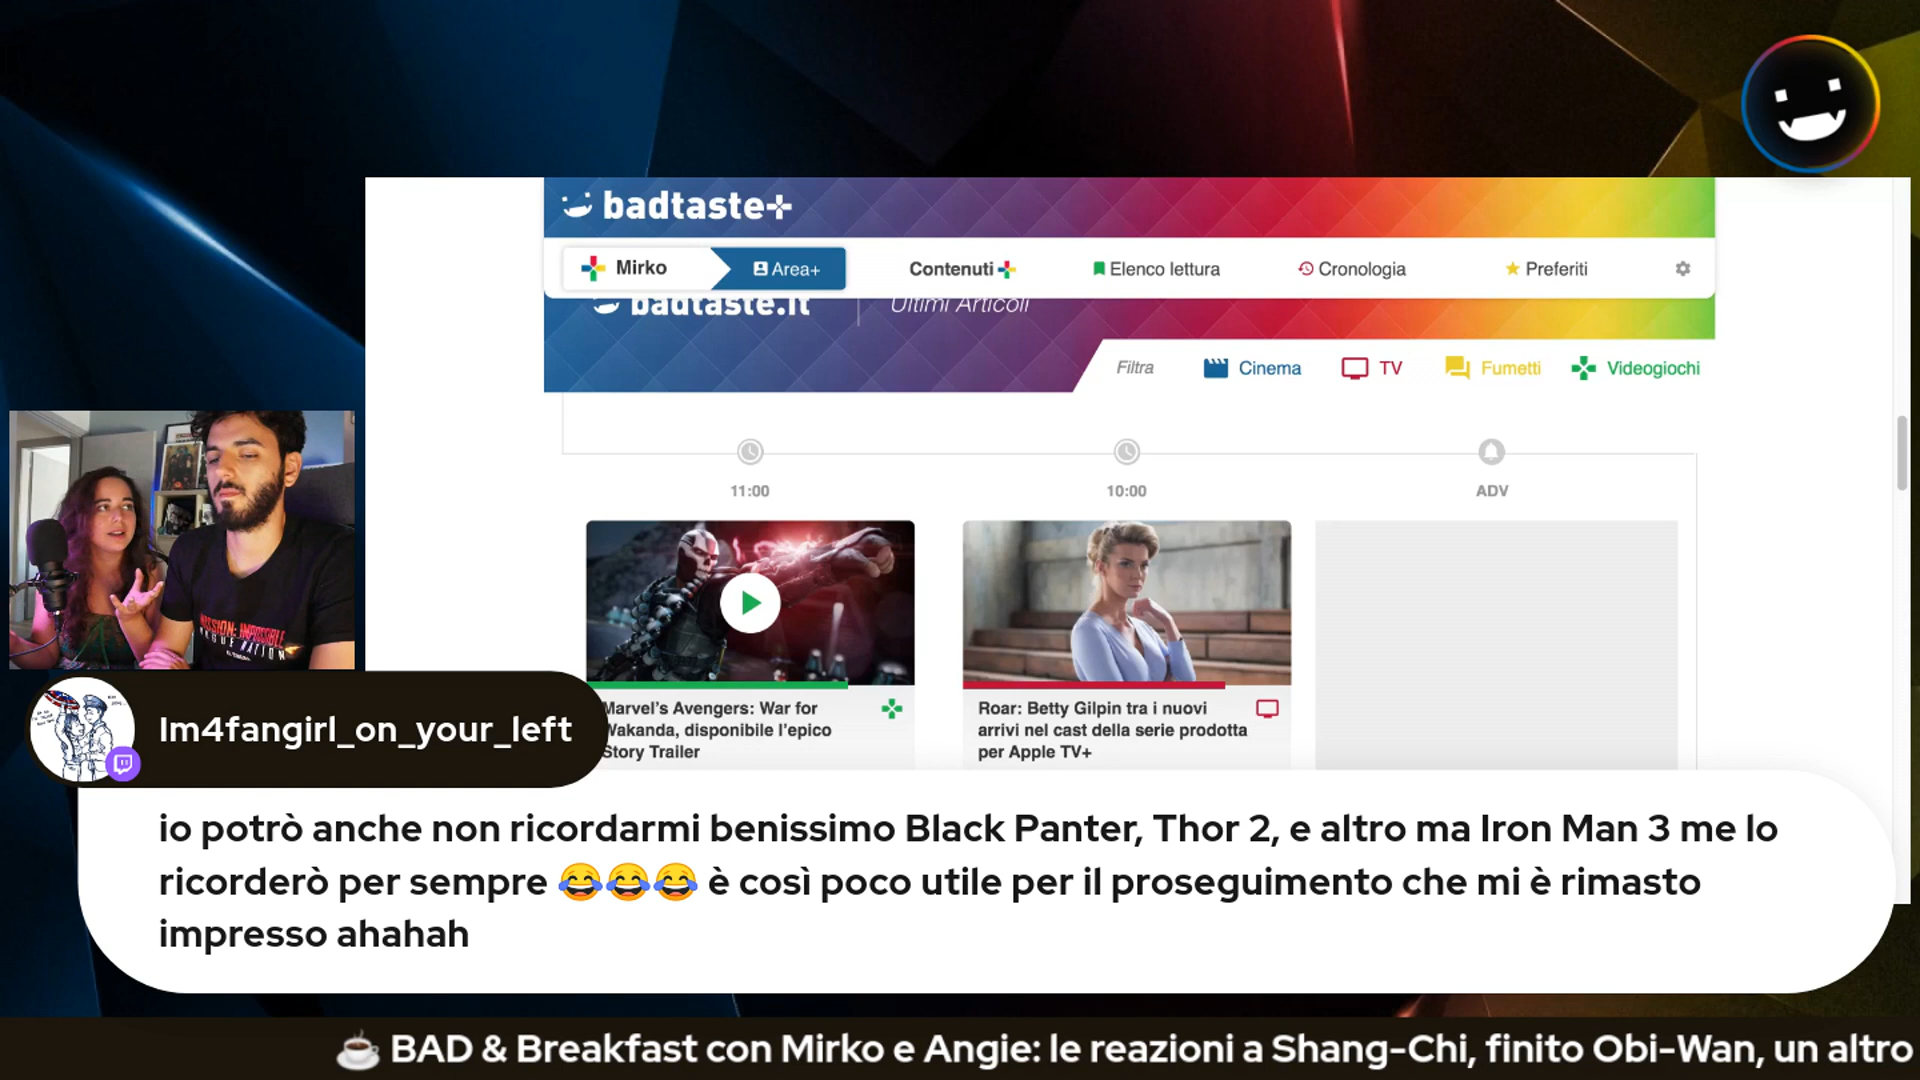 badtaste+
Mirko
Area+
Contenuti
Elenco lettura
Cronologia
Preferiti
badtaste.it
Ultimi Articoli
Filtra
Cinema
TV
Fumetti
Videogiochi
11:00
10:00
ADV
Marvel's Avengers: War for
Wakanda, disponibile l'epico
Story Trailer
Roar: Betty Gilpin tra i nuovi
arrivi nel cast della serie prodotta
per Apple TV+
MISSION: IMPOSSIBLE
ROGUE NATION
Im4fangirl_on_your_left
io potrò anche non ricordarmi benissimo Black Panter, Thor 2, e altro ma Iron Man 3 me lo
ricorderò per sempre 😂😂😂 è così poco utile per il proseguimento che mi è rimasto
impresso ahahah
☕ BAD & Breakfast con Mirko e Angie: le reazioni a Shang-Chi, finito Obi-Wan, un altro